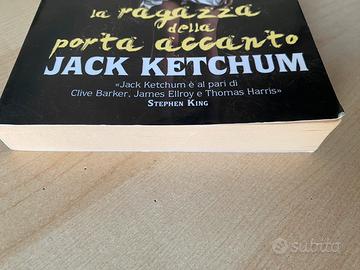 la ragazza
della
porta accanto
JACK KETCHUM
«Jack Ketchum è al pari di
Clive Barker, James Ellroy e Thomas Harris»
STEPHEN KING
subito